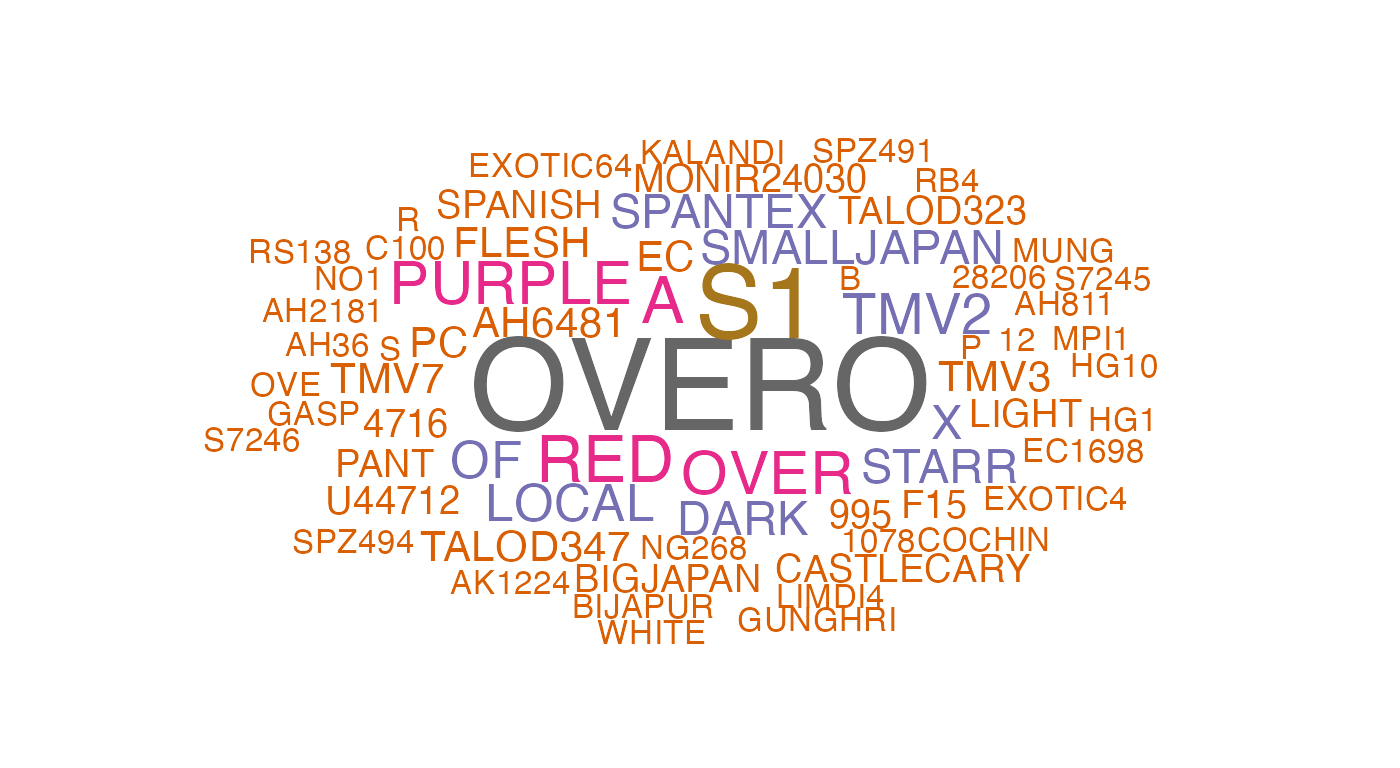 KALANDI SPZ491
EXOTIC64 MONIR24030 RB4
SPANISH SPANTEX TALOD323
R
RS138 C100 FLESH EC SMALLJAPAN MUNG
NO1 PURPLE A S1 B 28206 S7245
AH2181 AH6481 TMV2 AH811
AH36 S PC OVERO P 12 MPI1
OVE TMV7 TMV3 HG10
GASP 4716 X LIGHT HG1
S7246
PANT OF RED OVER STARR EC1698
U44712 LOCAL DARK 995 F15 EXOTIC4
SPZ494 TALOD347 NG268 1078COCHIN
AK1224 BIGJAPAN CASTLECARY
BIJAPUR LIMDI4
WHITE GUNGHRI